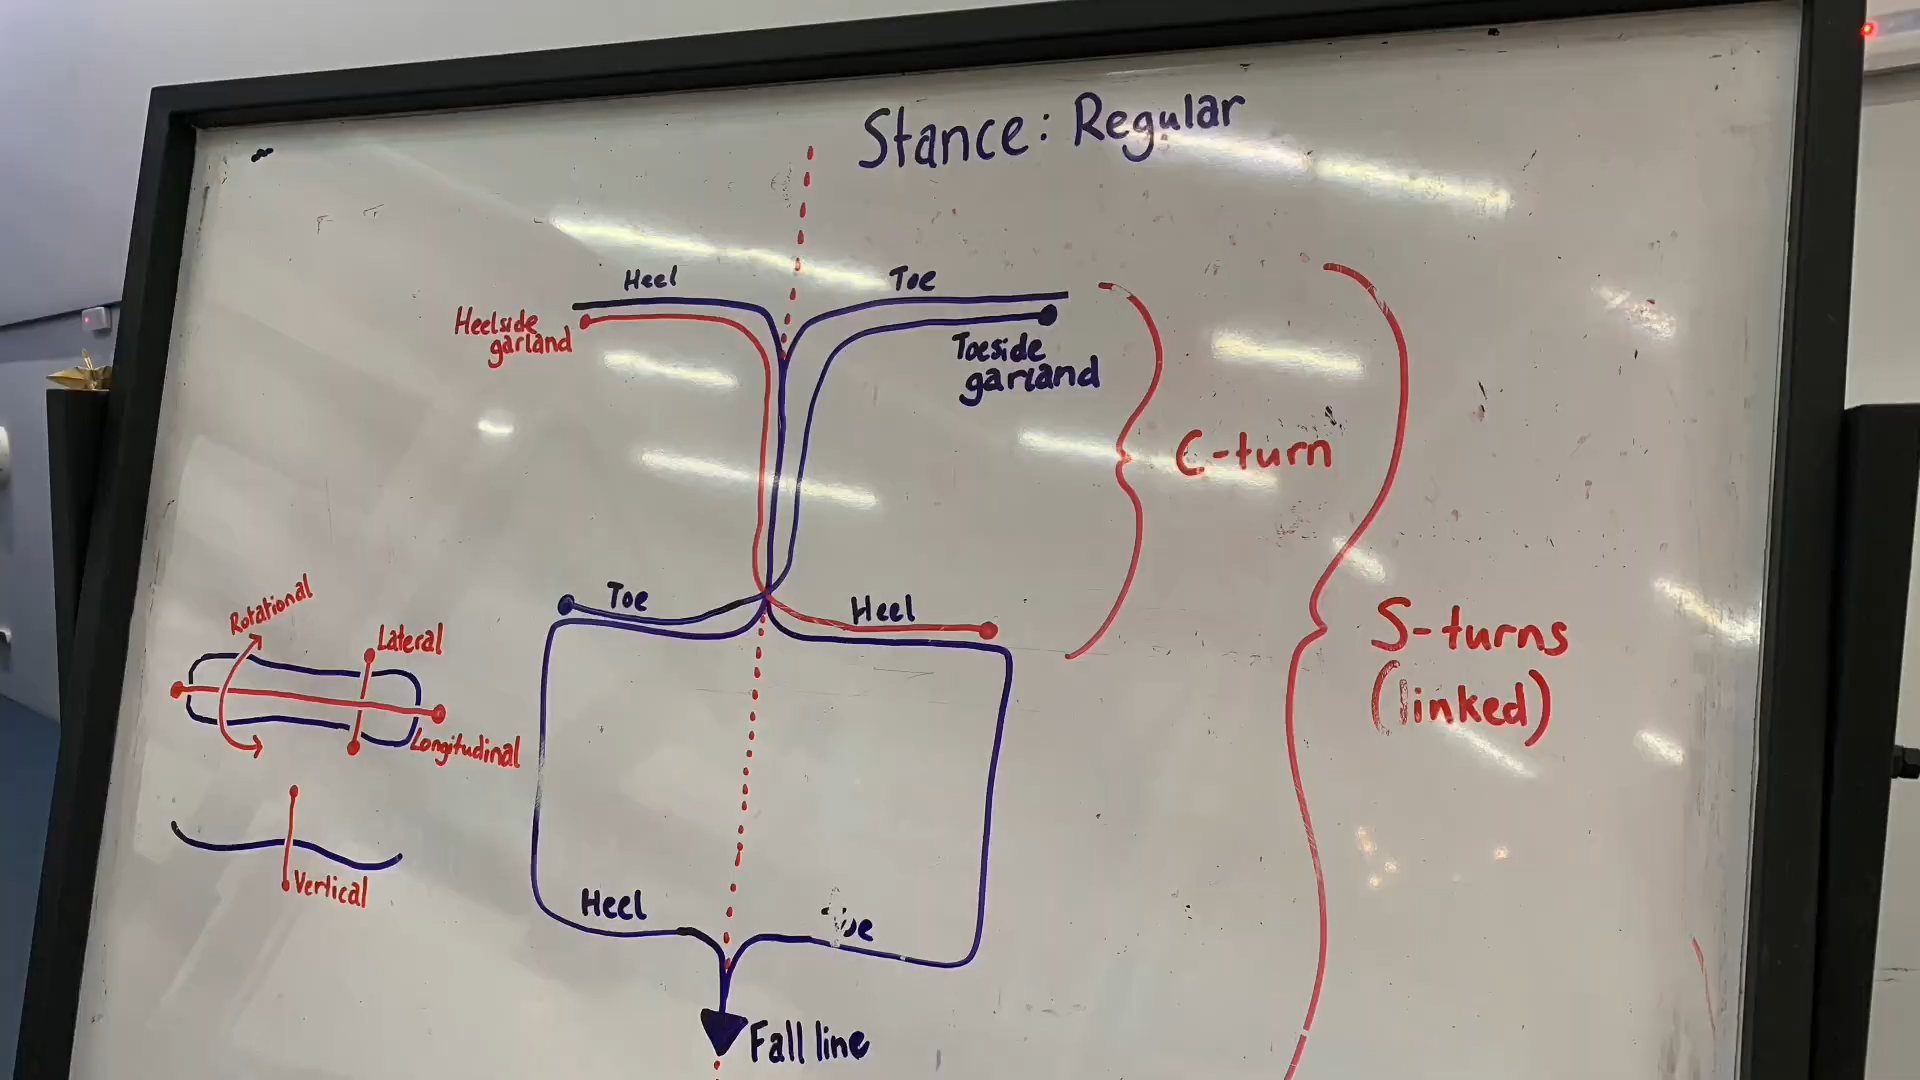 Stance: Regular
Heel
Toe
Heelside
garland
Toeside
garland
C-turn
Rotational
Lateral
Toe
Heel
S-turns
(linked)
Longitudinal
Vertical
Heel
Fall line